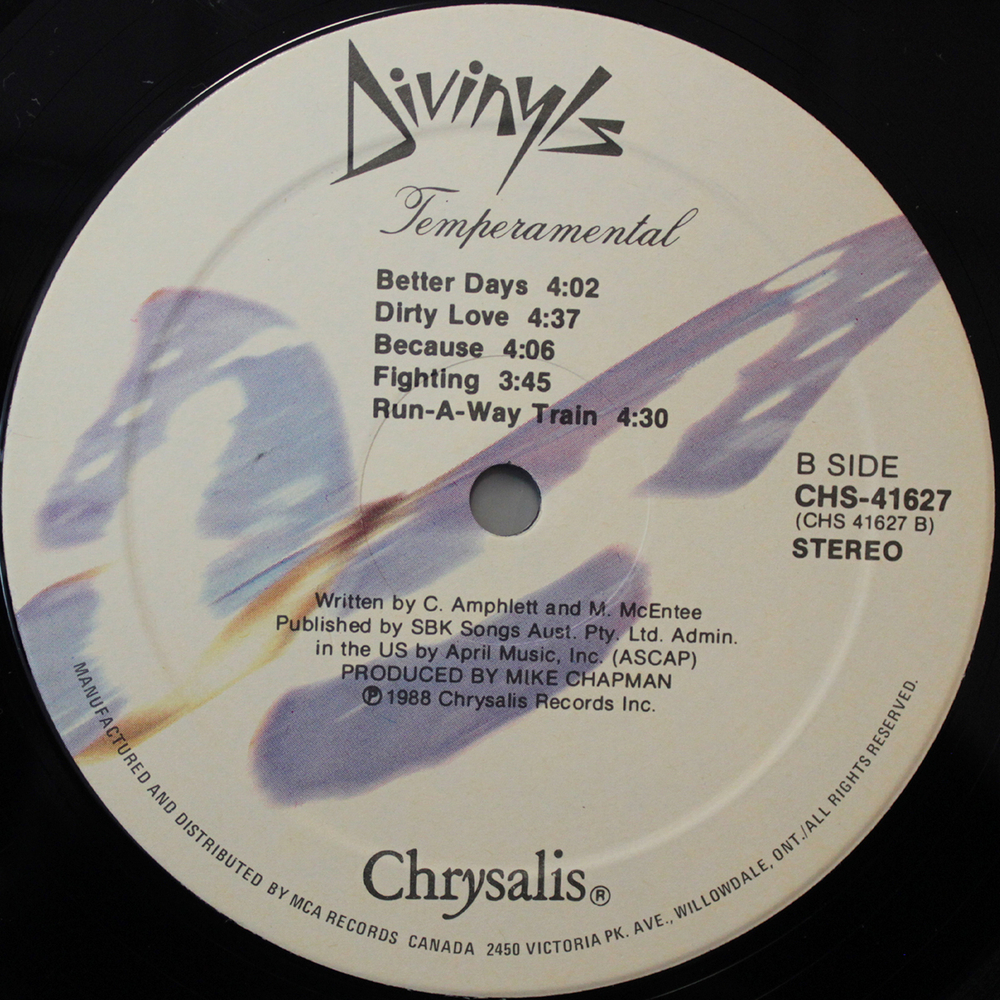 Divinyls
Temperamental
Better Days 4:02
Dirty Love 4:37
Because 4:06
Fighting 3:45
Run-A-Way Train 4:30
B SIDE
CHS-41627
(CHS 41627 B)
STEREO
Written by C. Amphlett and M. McEntee
Published by SBK Songs Aust. Pty. Ltd. Admin.
in the US by April Music, Inc. (ASCAP)
PRODUCED BY MIKE CHAPMAN
℗ 1988 Chrysalis Records Inc.
Chrysalis®
MANUFACTURED AND DISTRIBUTED BY MCA RECORDS CANADA 2450 VICTORIA PK. AVE., WILLOWDALE, ONT./ALL RIGHTS RESERVED.